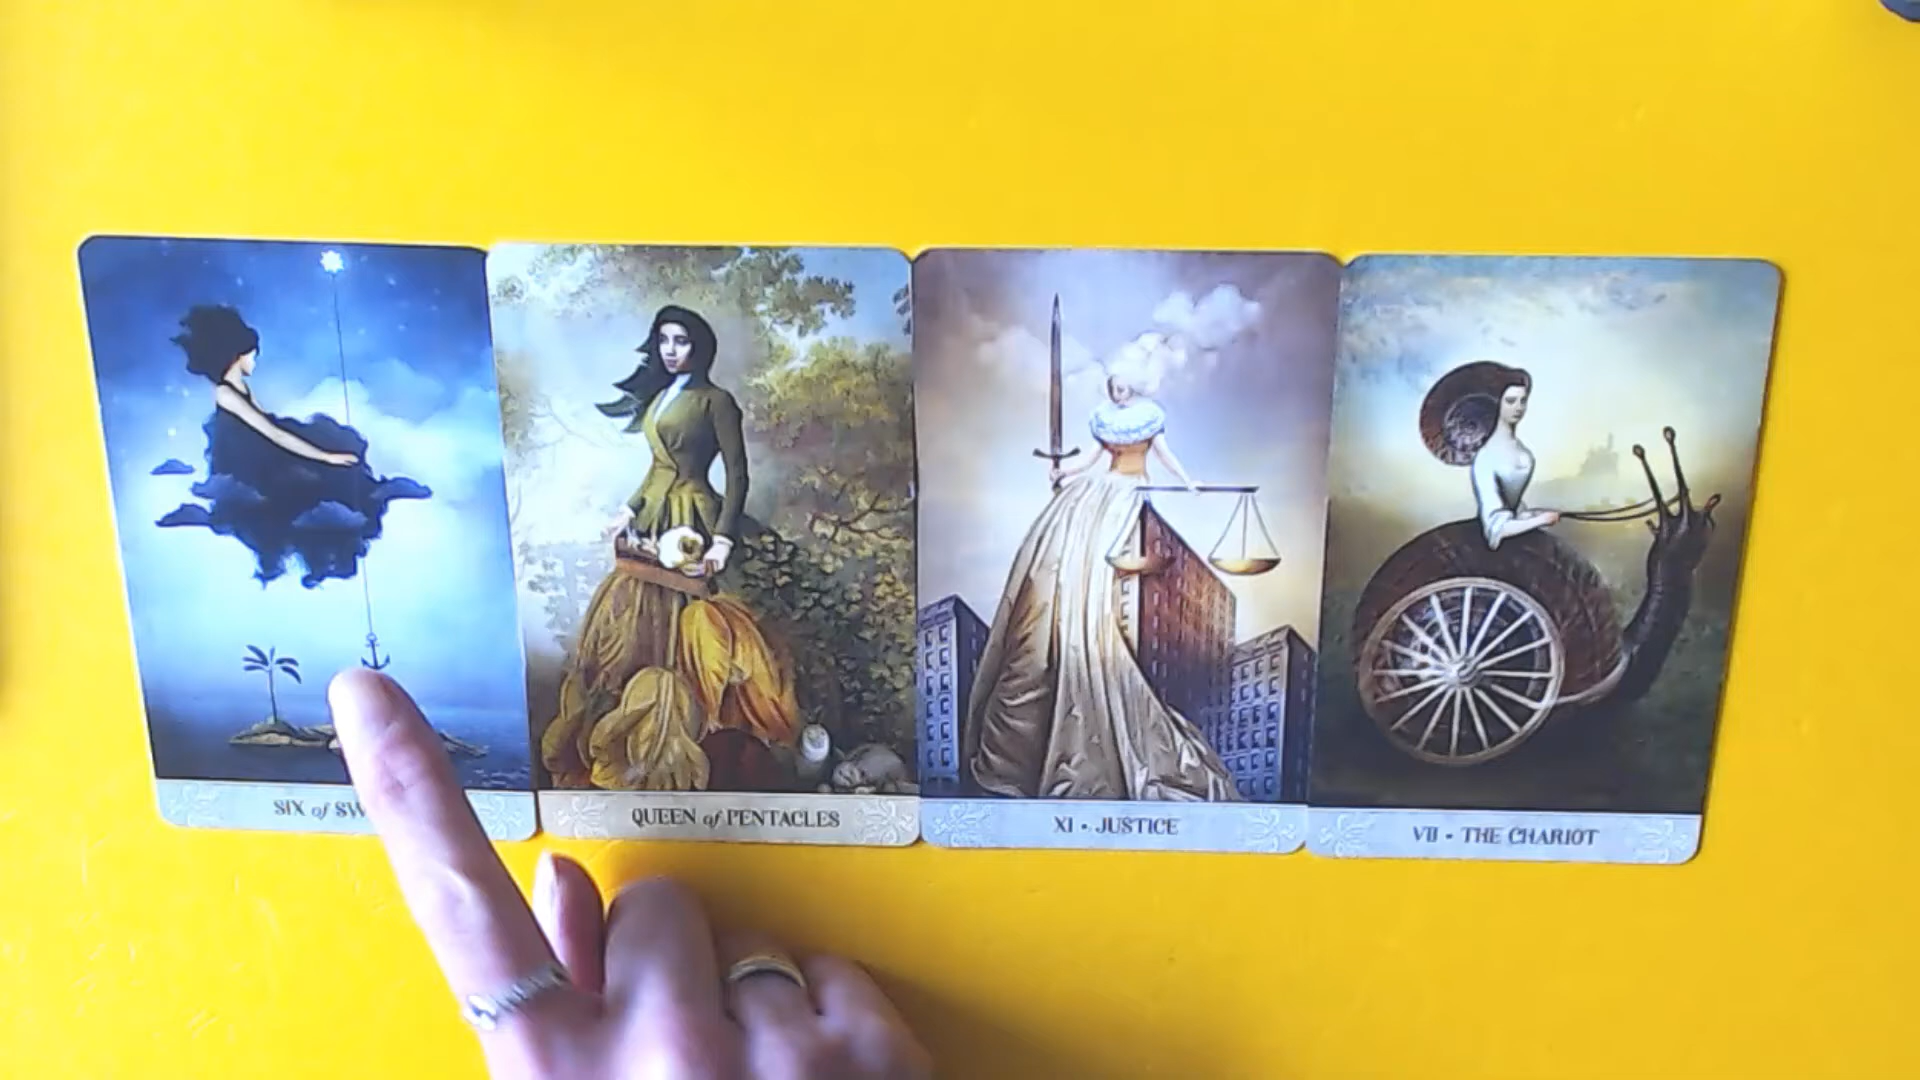 SIX of SW
QUEEN of PENTACLES
XI • JUSTICE
VII • THE CHARIOT